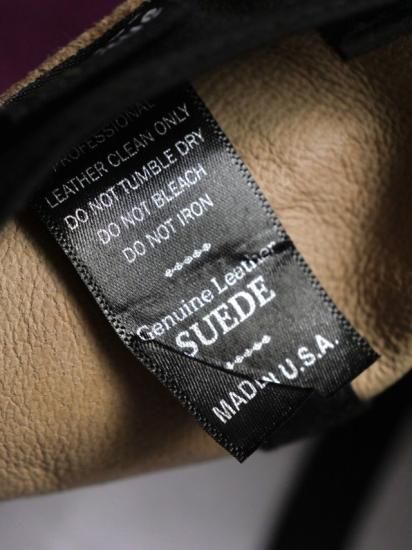 PROFESSIONAL
LEATHER CLEAN ONLY
DO NOT TUMBLE DRY
DO NOT BLEACH
DO NOT IRON
Genuine Leather
SUEDE
MADE IN U.S.A.